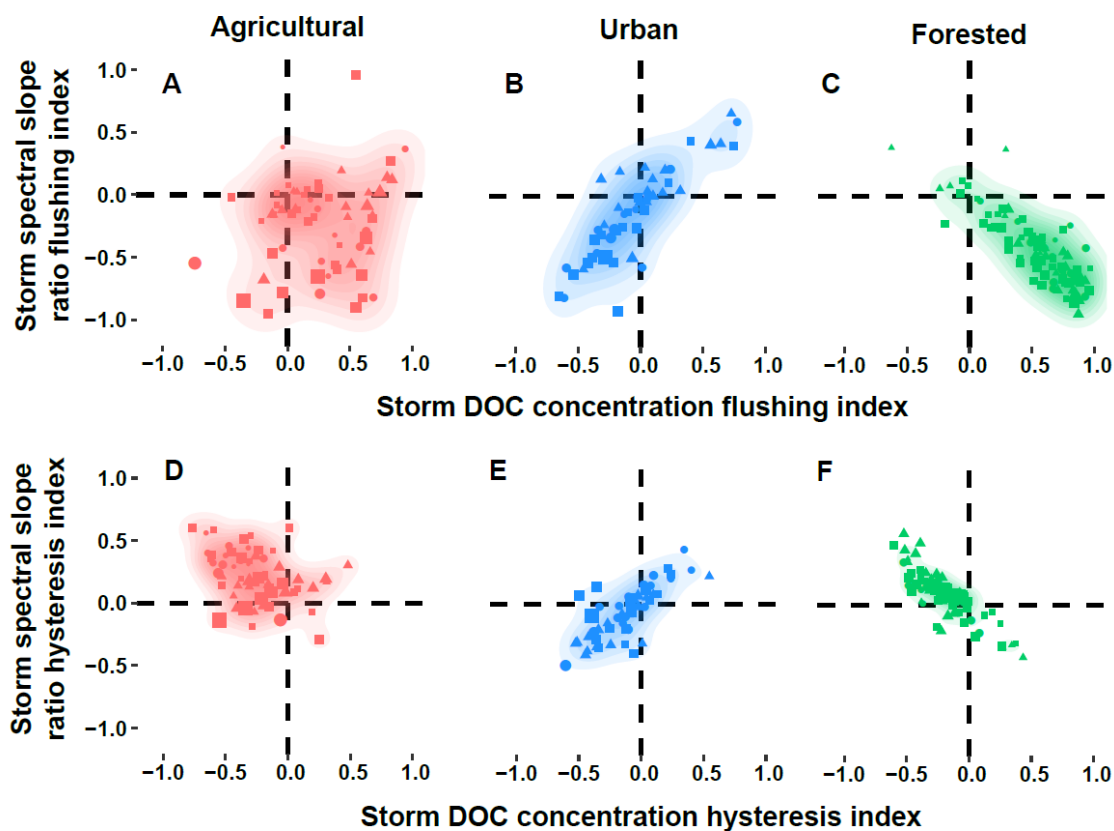 Agricultural Urban Forested
Storm spectral slope
ratio flushing index
1.0
0.5
0.0
−0.5
−1.0
A
B
C
−1.0 −0.5 0.0 0.5 1.0
−1.0 −0.5 0.0 0.5 1.0
−1.0 −0.5 0.0 0.5 1.0
Storm DOC concentration flushing index
Storm spectral slope
ratio hysteresis index
1.0
0.5
0.0
−0.5
−1.0
D
E
F
−1.0 −0.5 0.0 0.5 1.0
−1.0 −0.5 0.0 0.5 1.0
−1.0 −0.5 0.0 0.5 1.0
Storm DOC concentration hysteresis index